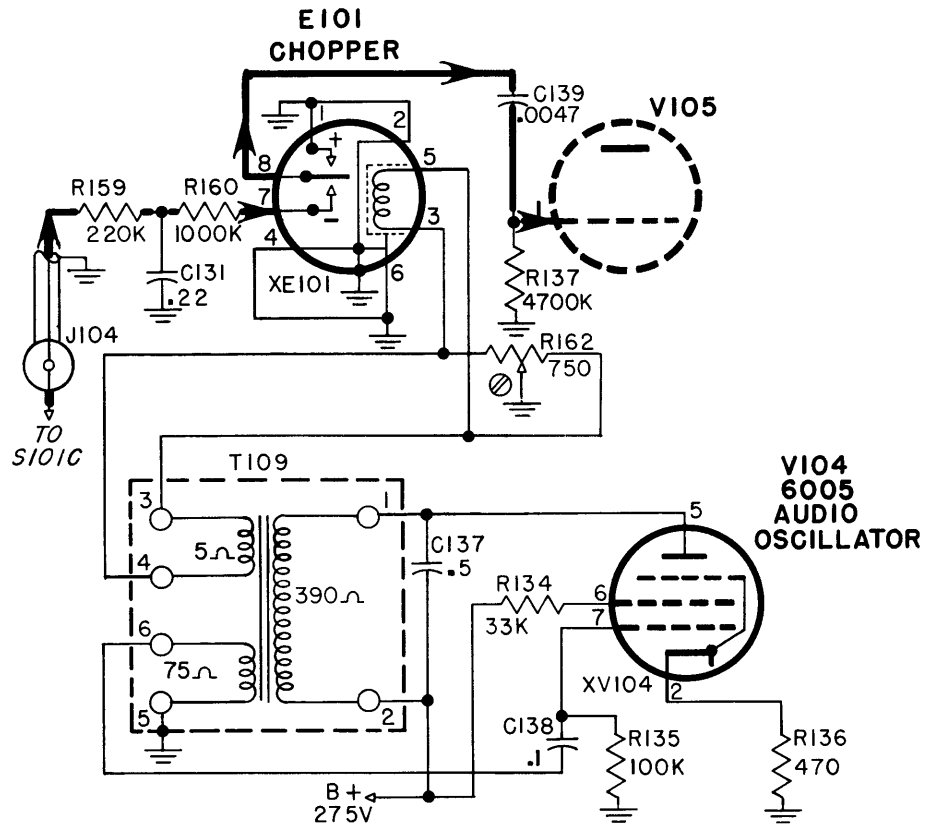 E101
CHOPPER
C139
.0047
V105
1
2
+
8
5
R159
R160
7
-
3
220K
1000K
4
6
R137
4700K
C131
.22
XE101
J104
R162
750
TO
S101C
T109
V104
6005
AUDIO
OSCILLATOR
3
1
5
C137
.5
5Ω
4
R134
6
390Ω
33K
7
6
75Ω
XV104
5
2
2
C138
R135
R136
.1
100K
470
B+
275V